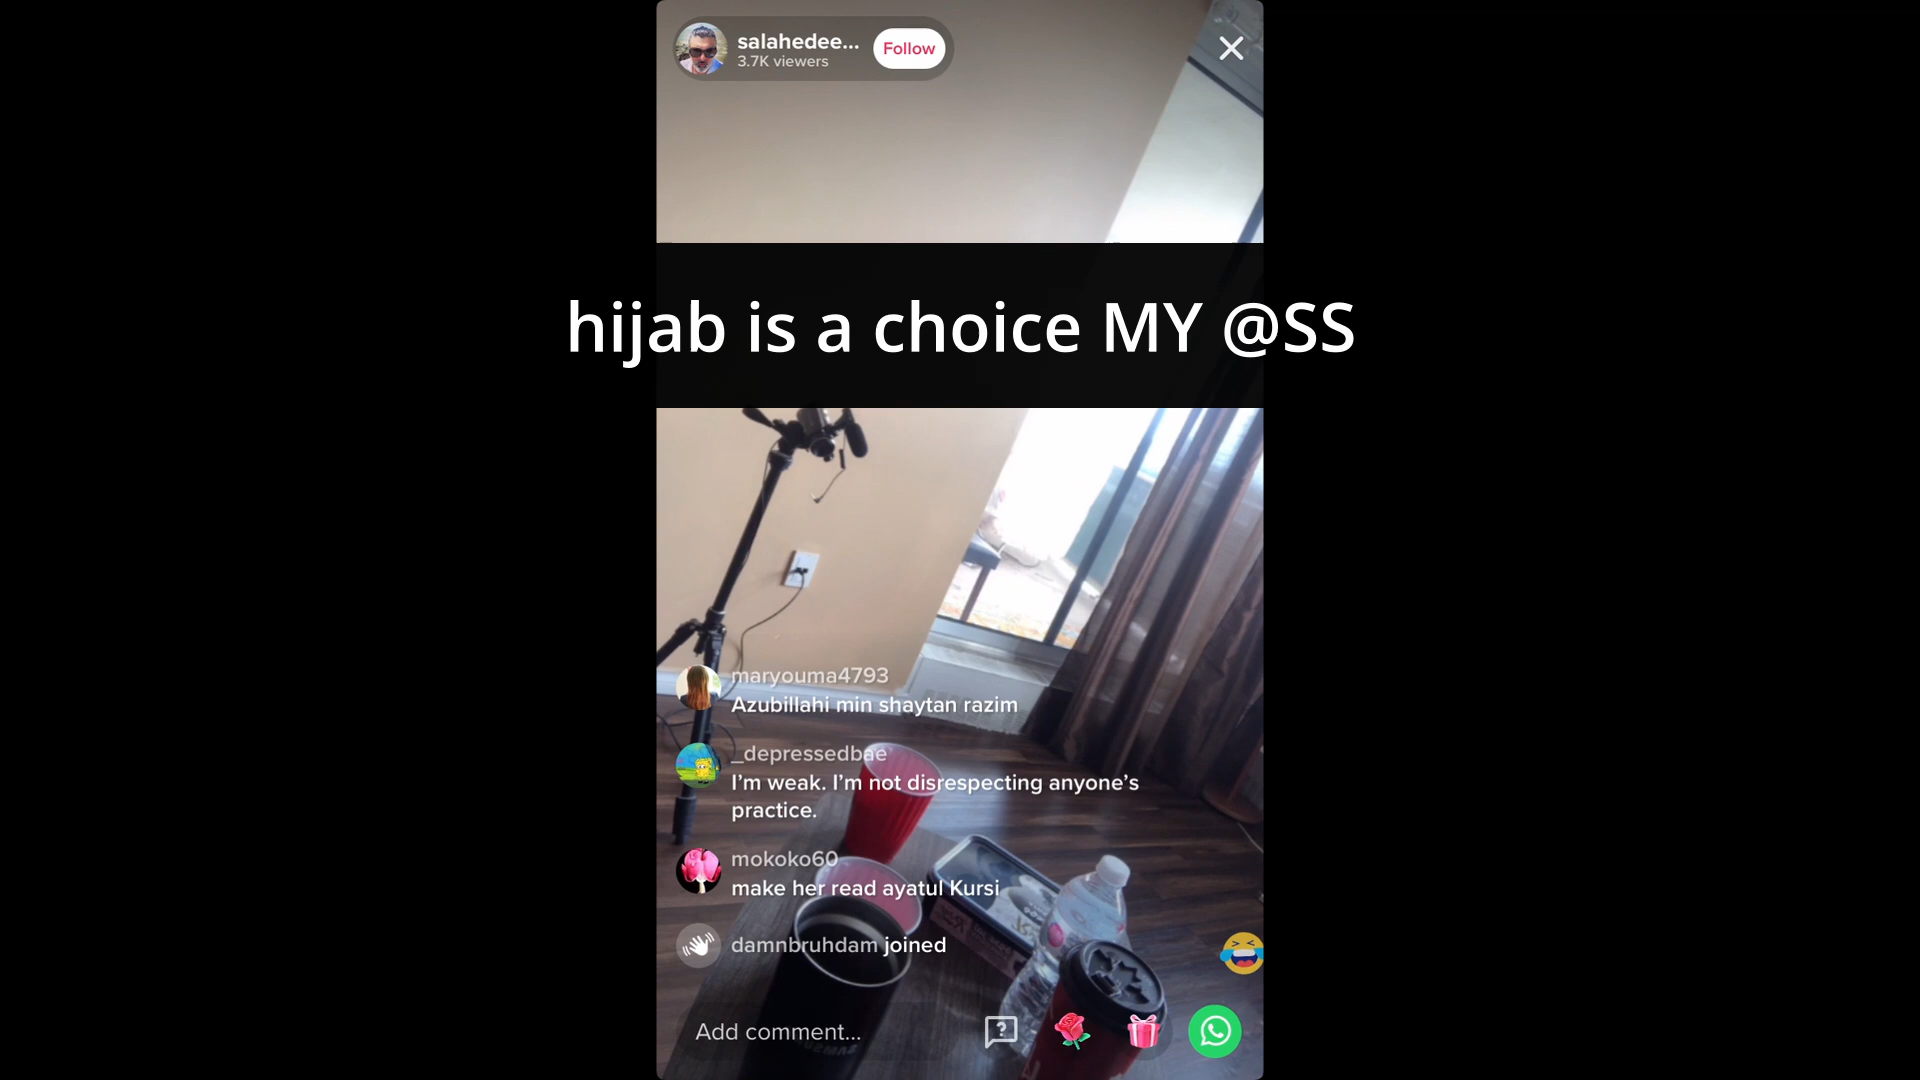 salahedee...
3.7K viewers
Follow
hijab is a choice MY @SS
maryouma4793
Azubillahi min shaytan razim
_depressedbae
I'm weak. I'm not disrespecting anyone's
practice.
mokoko60
make her read ayatul Kursi
damnbruhdam joined
Add comment...